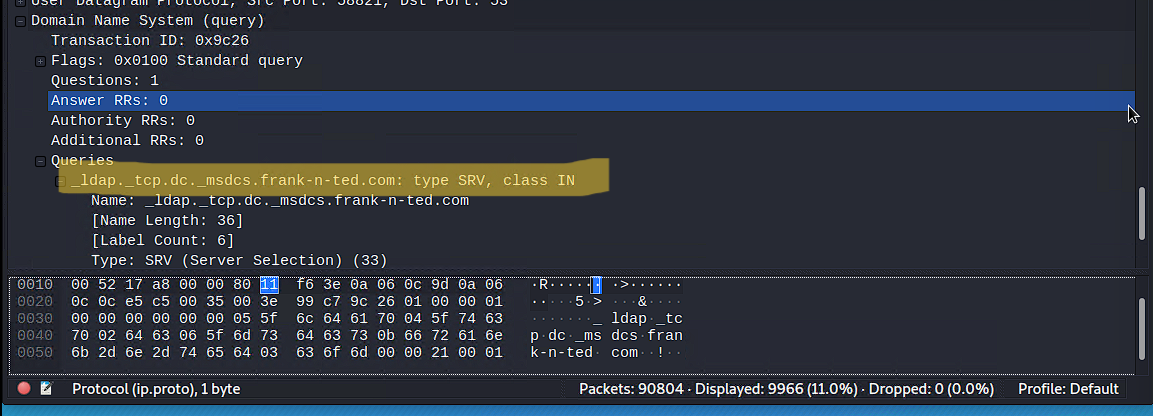 User Datagram Protocol, Src Port: 58821, Dst Port: 53
Domain Name System (query)
Transaction ID: 0x9c26
Flags: 0x0100 Standard query
Questions: 1
Answer RRs: 0
Authority RRs: 0
Additional RRs: 0
Queries
_ldap._tcp.dc._msdcs.frank-n-ted.com: type SRV, class IN
Name: _ldap._tcp.dc._msdcs.frank-n-ted.com
[Name Length: 36]
[Label Count: 6]
Type: SRV (Server Selection) (33)
0010 00 52 17 a8 00 00 80 11 f6 3e 0a 06 0c 9d 0a 06 ·R······ ·>······
0020 0c 0c e5 c5 00 35 00 3e 99 c7 9c 26 01 00 00 01 ·····5·> ···&····
0030 00 00 00 00 00 00 05 5f 6c 64 61 70 04 5f 74 63 ·······_ ldap·_tc
0040 70 02 64 63 06 5f 6d 73 64 63 73 0b 66 72 61 6e p·dc·_ms dcs·fran
0050 6b 2d 6e 2d 74 65 64 03 63 6f 6d 00 00 21 00 01 k-n-ted· com··!··
Protocol (ip.proto), 1 byte Packets: 90804 · Displayed: 9966 (11.0%) · Dropped: 0 (0.0%) Profile: Default